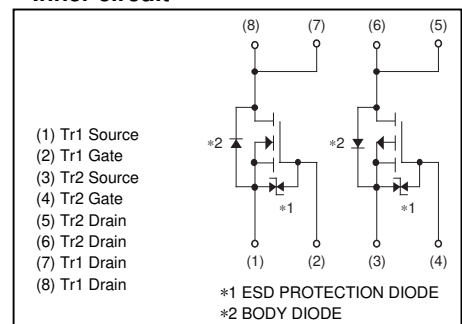 Inner circuit
(8) (7) (6) (5)
(1) Tr1 Source
(2) Tr1 Gate
(3) Tr2 Source
(4) Tr2 Gate
(5) Tr2 Drain
(6) Tr2 Drain
(7) Tr1 Drain
(8) Tr1 Drain
∗2 ∗2
∗1 ∗1
(1) (2) (3) (4)
∗1 ESD PROTECTION DIODE
∗2 BODY DIODE